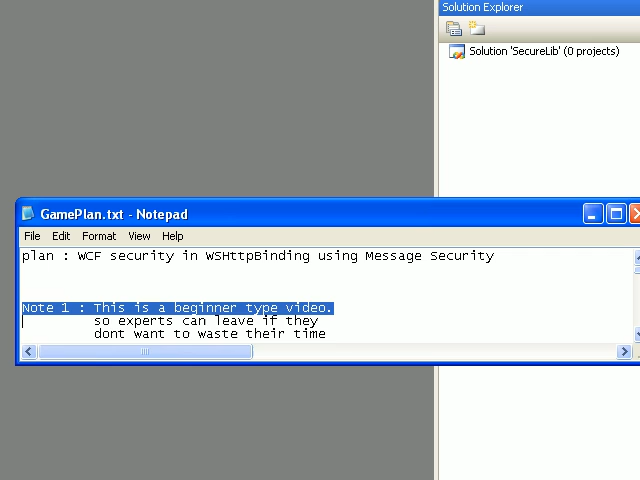 Solution Explorer
Solution 'SecureLib' (0 projects)
GamePlan.txt - Notepad
File Edit Format View Help
plan : WCF security in WSHttpBinding using Message Security
Note 1 : This is a beginner type video.
so experts can leave if they
dont want to waste their time